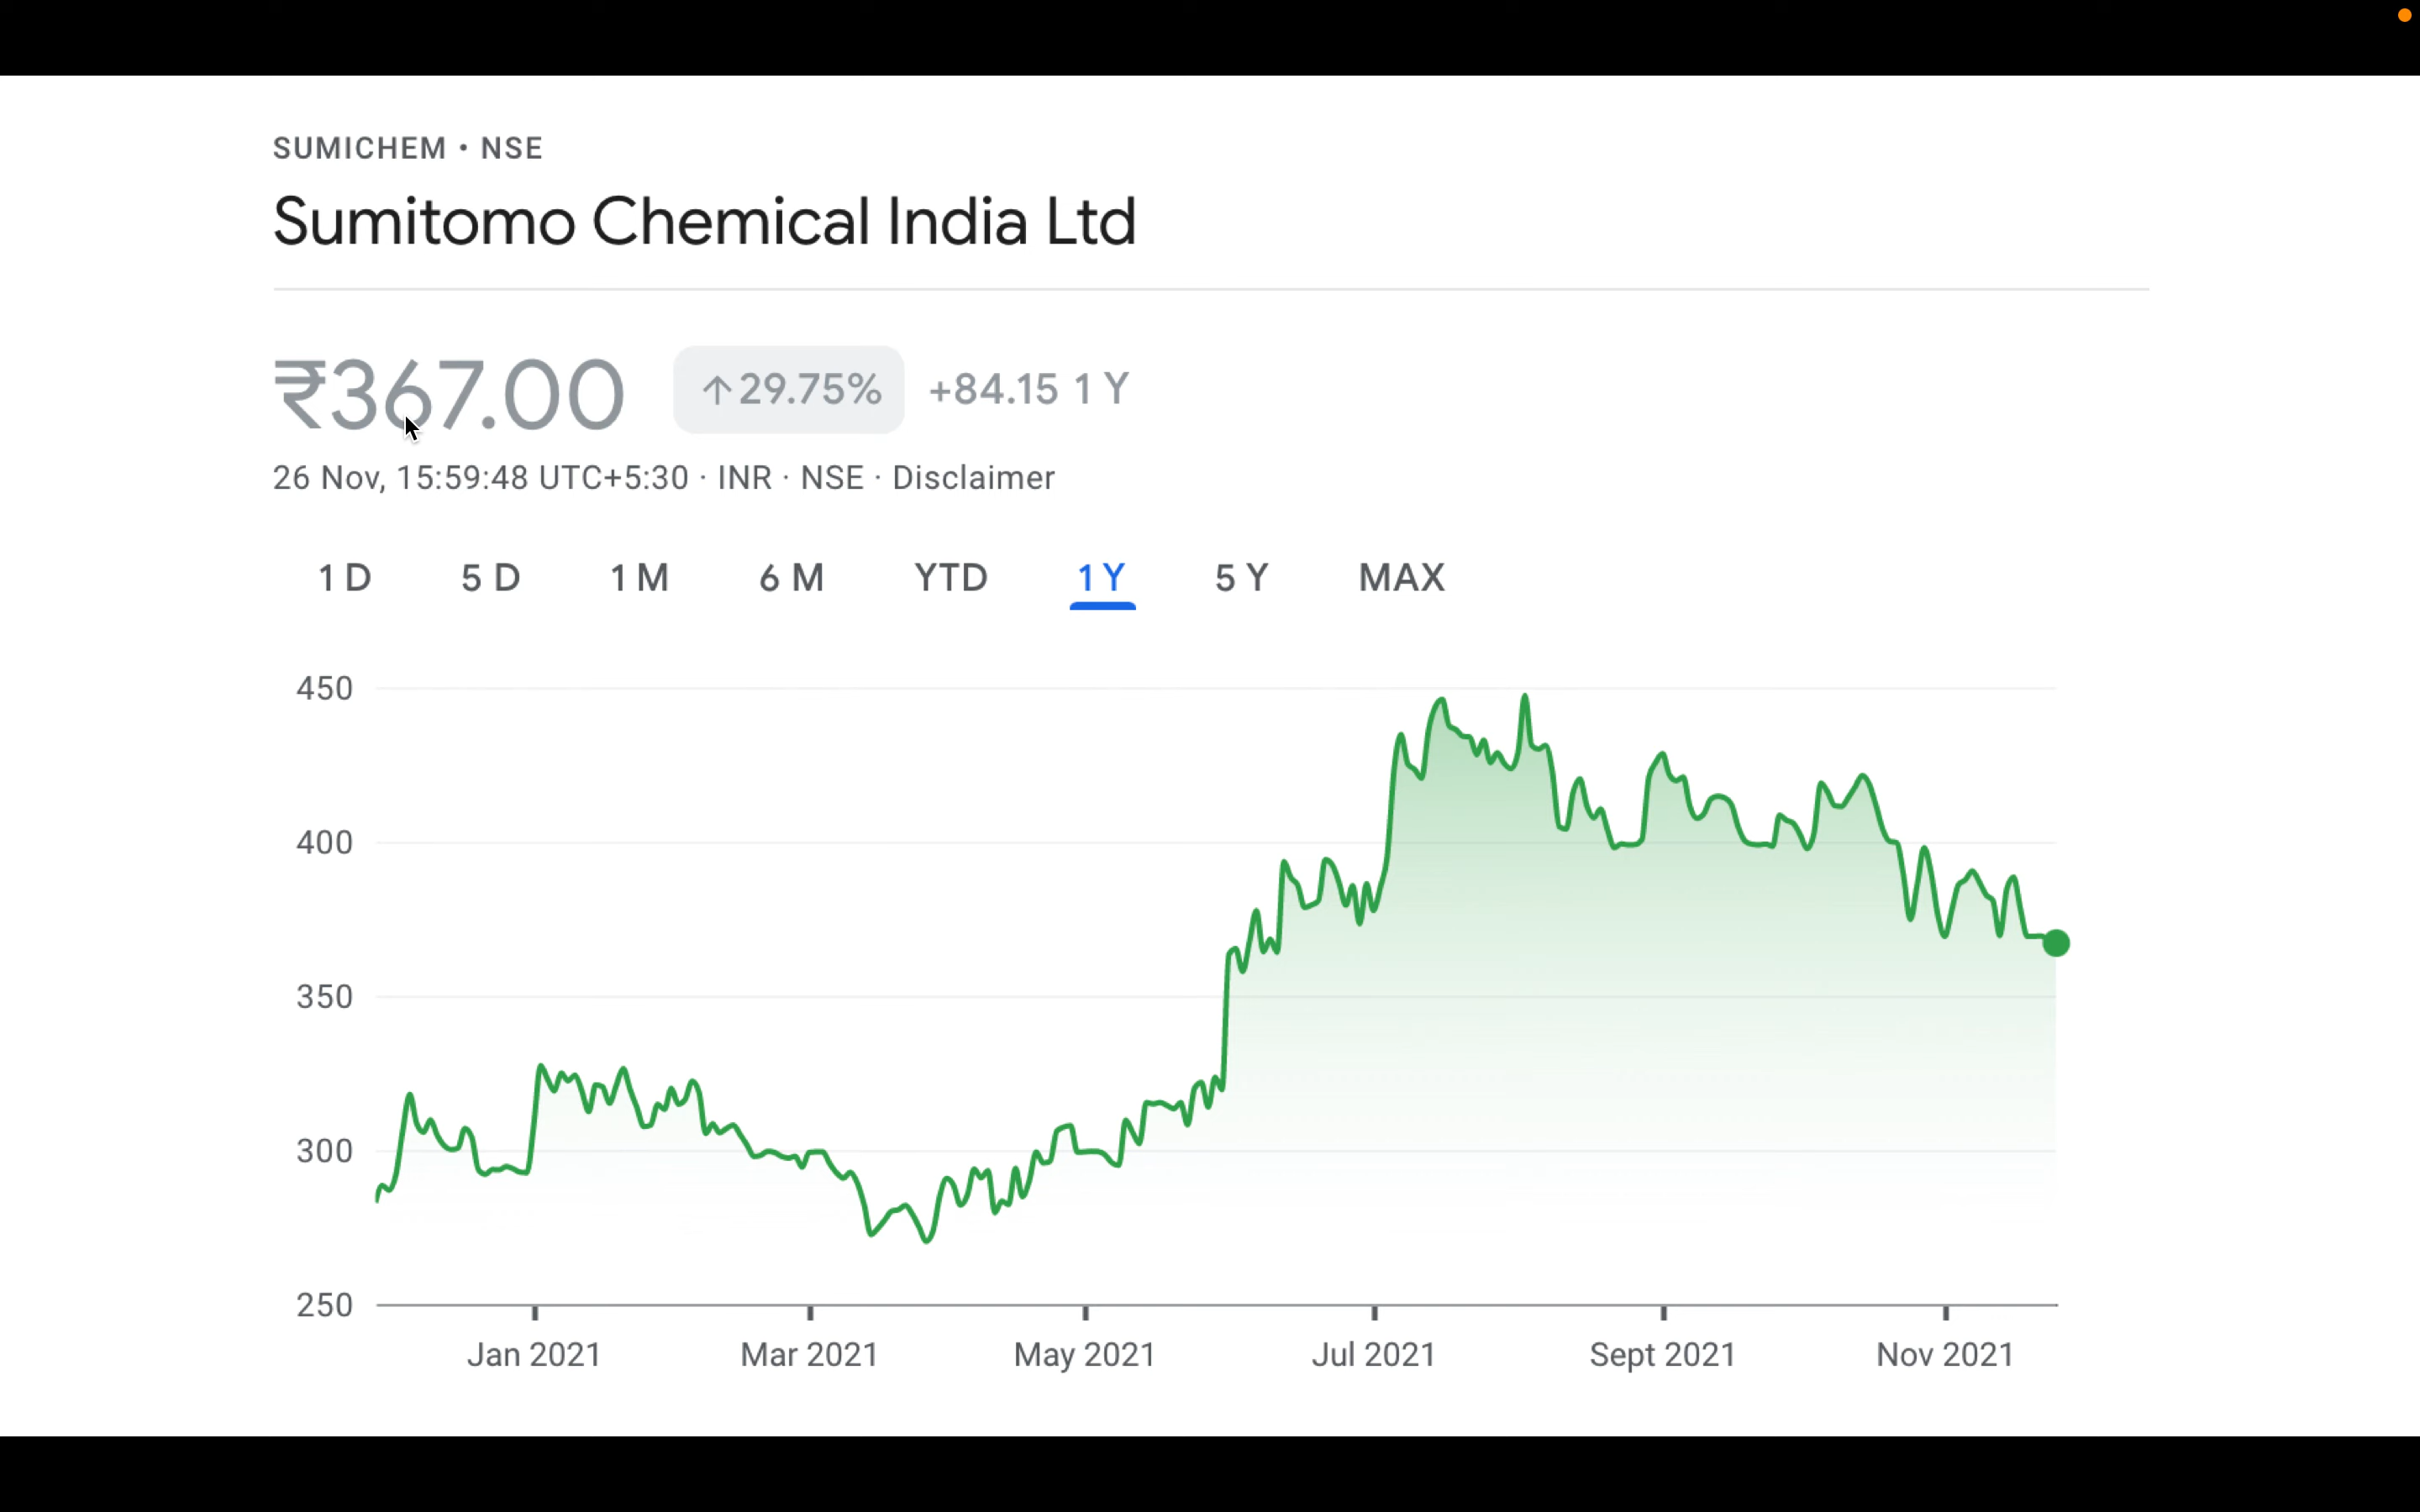 SUMICHEM • NSE
Sumitomo Chemical India Ltd
₹367.00 ↑29.75% +84.15 1 Y
26 Nov, 15:59:48 UTC+5:30 · INR · NSE · Disclaimer
1 D 5 D 1 M 6 M YTD 1 Y 5 Y MAX
450
400
350
300
250
Jan 2021 Mar 2021 May 2021 Jul 2021 Sept 2021 Nov 2021